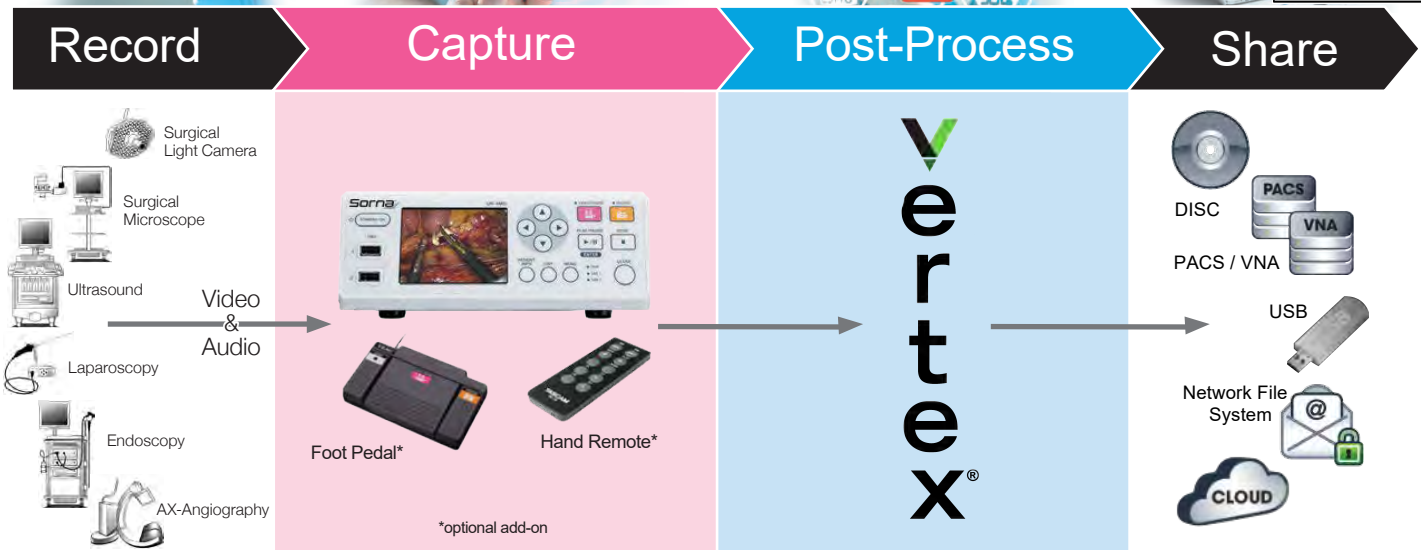 Record
Capture
Post-Process
Share
Surgical
Light Camera
Surgical
Microscope
Ultrasound
Laparoscopy
Endoscopy
AX-Angiography
Video
&
Audio
Sorna
Foot Pedal*
Hand Remote*
*optional add-on
Vertex®
DISC
PACS
VNA
PACS / VNA
USB
Network File
System
@
CLOUD